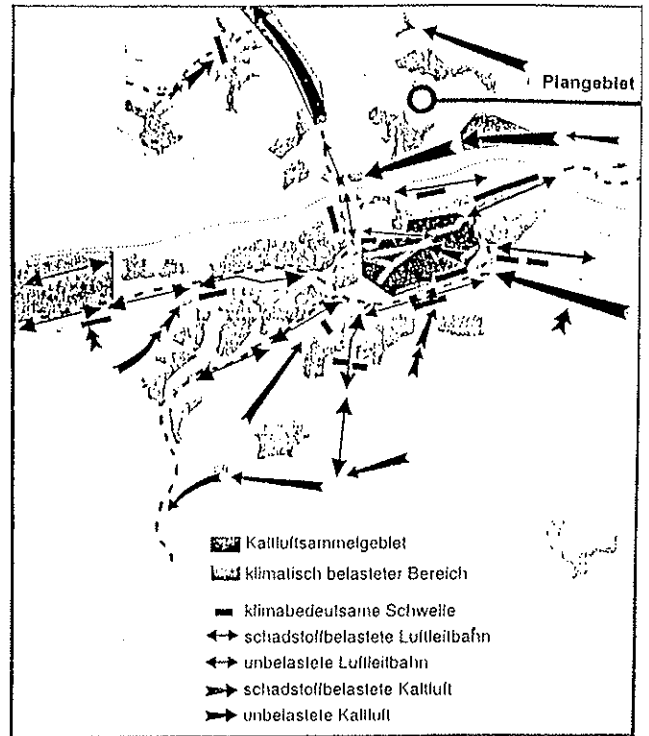 Plangebiet
Kaltluftsammelgebiet
klimatisch belasteter Bereich
klimabedeutsame Schwelle
schadstoffbelastete Luftleitbahn
unbelastete Luftleitbahn
schadstoffbelastete Kaltluft
unbelastete Kaltluft